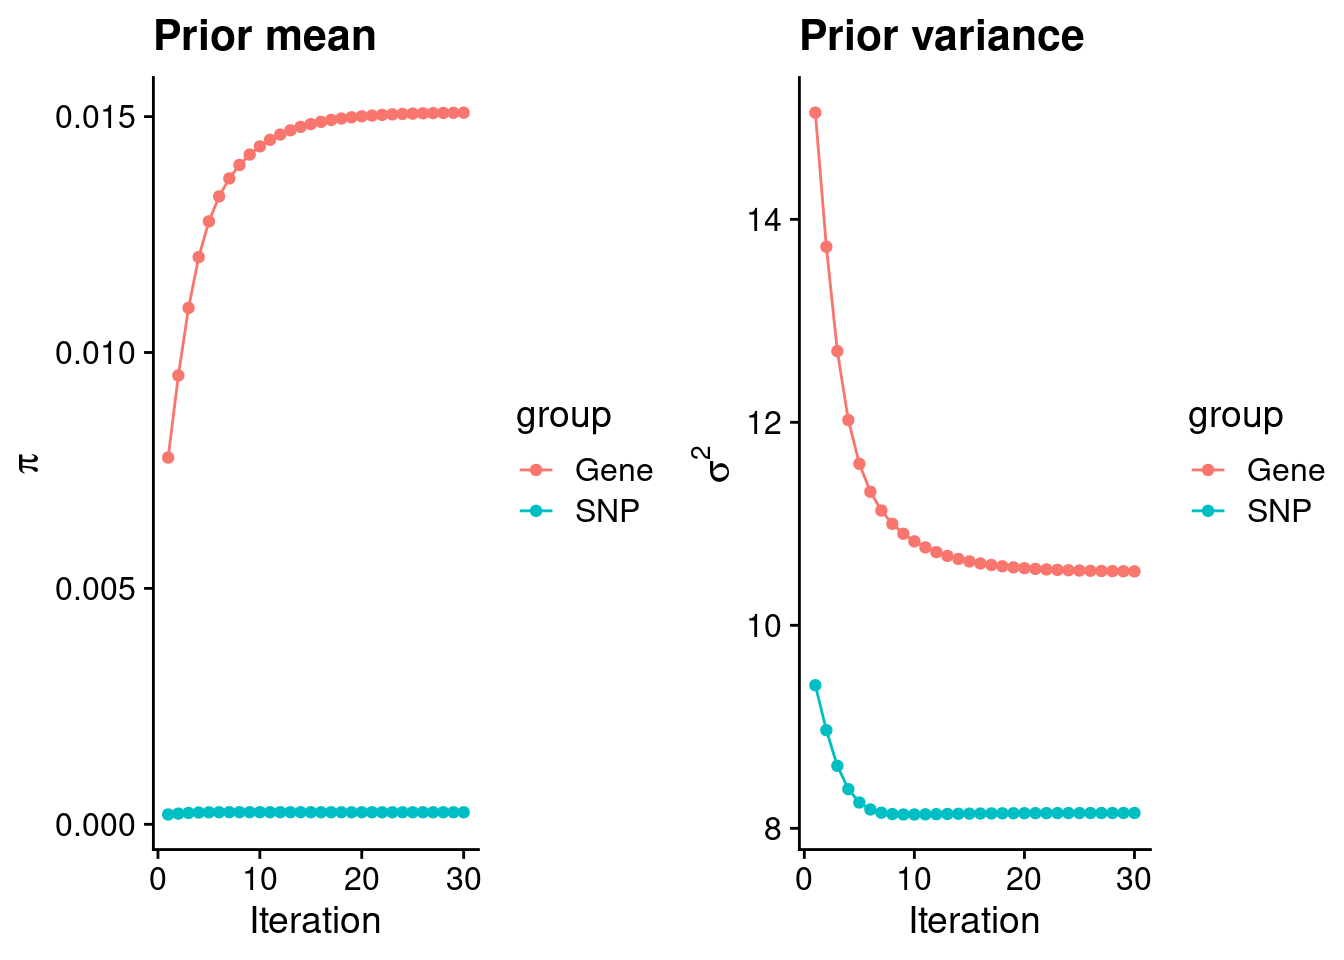 Prior mean
0.015
0.010
0.005
0.000
π
0
10
20
30
Iteration
group
Gene
SNP
Prior variance
14
12
10
8
σ²
0
10
20
30
Iteration
group
Gene
SNP